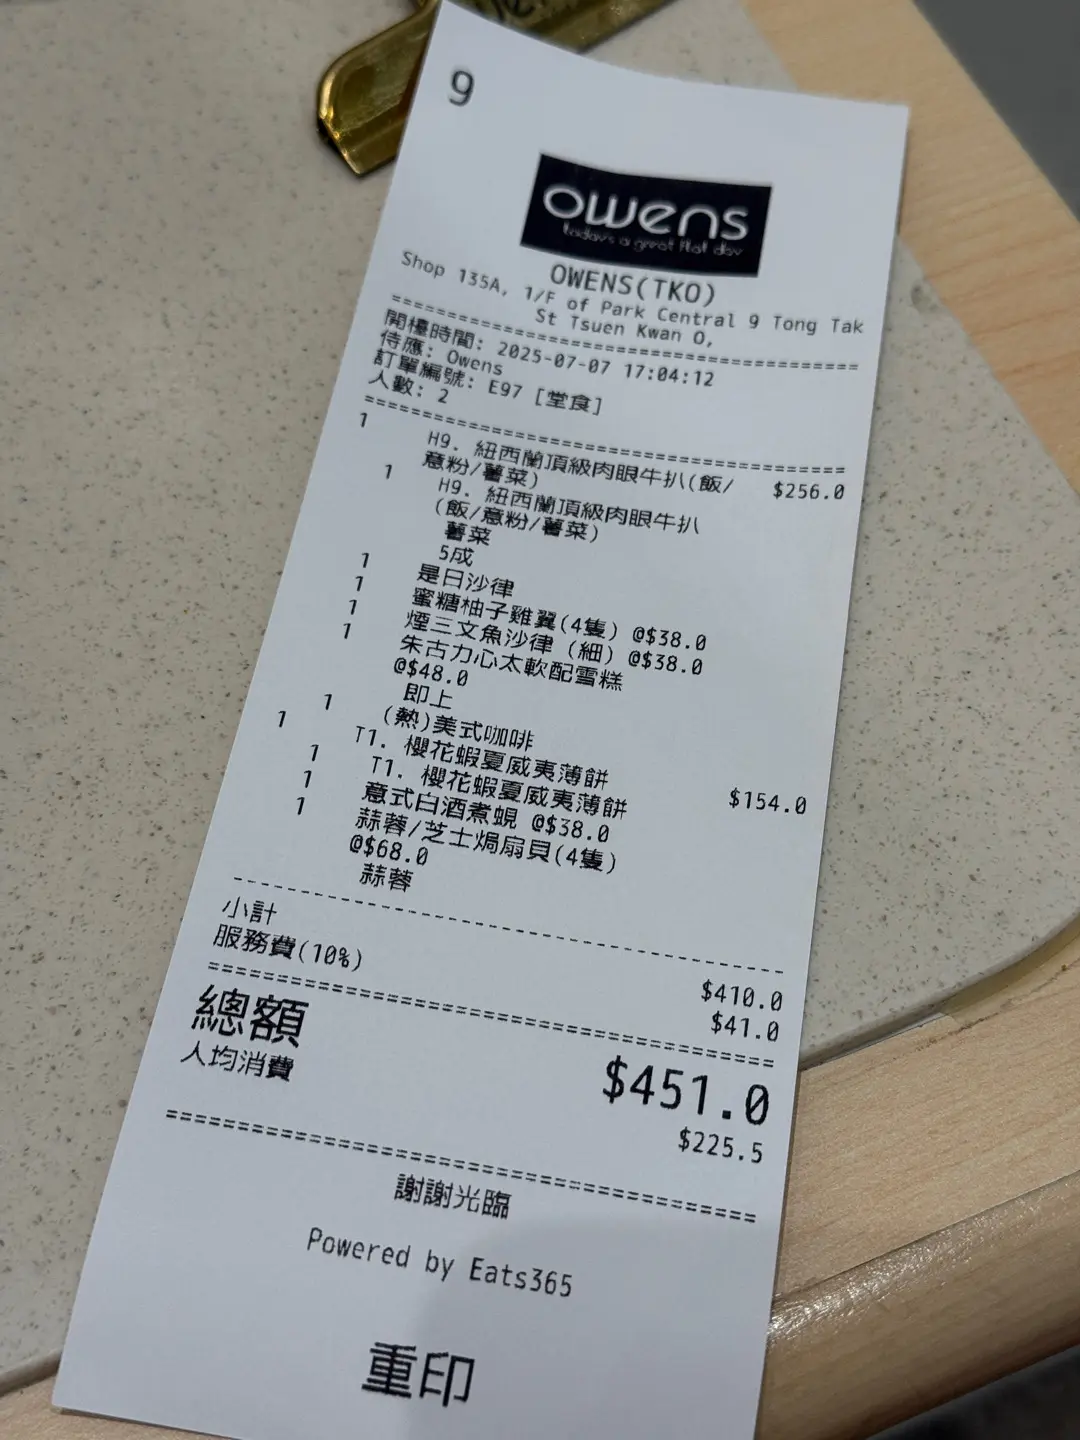 9
owens
today's a great flat day
OWENS(TKO)
Shop 135A, 1/F of Park Central 9 Tong Tak
St Tsuen Kwan O,
開檯時間: 2025-07-07 17:04:12
侍應: Owens
訂單編號: E97 [堂食]
人數: 2
1 H9. 紐西蘭頂級肉眼牛扒(飯/ $256.0
意粉/薯菜)
1 H9. 紐西蘭頂級肉眼牛扒
(飯/意粉/薯菜)
薯菜
5成
1 是日沙律
1 蜜糖柚子雞翼(4隻) @$38.0
1 煙三文魚沙律 (細) @$38.0
1 朱古力心太軟配雪糕
@$48.0
即上
1 (熱)美式咖啡
1 T1. 櫻花蝦夏威夷薄餅 $154.0
1 T1. 櫻花蝦夏威夷薄餅
1 意式白酒煮蜆 @$38.0
1 蒜蓉/芝士焗扇貝(4隻)
@$68.0
蒜蓉
小計 $410.0
服務費(10%) $41.0
總額 $451.0
人均消費 $225.5
謝謝光臨
Powered by Eats365
重印